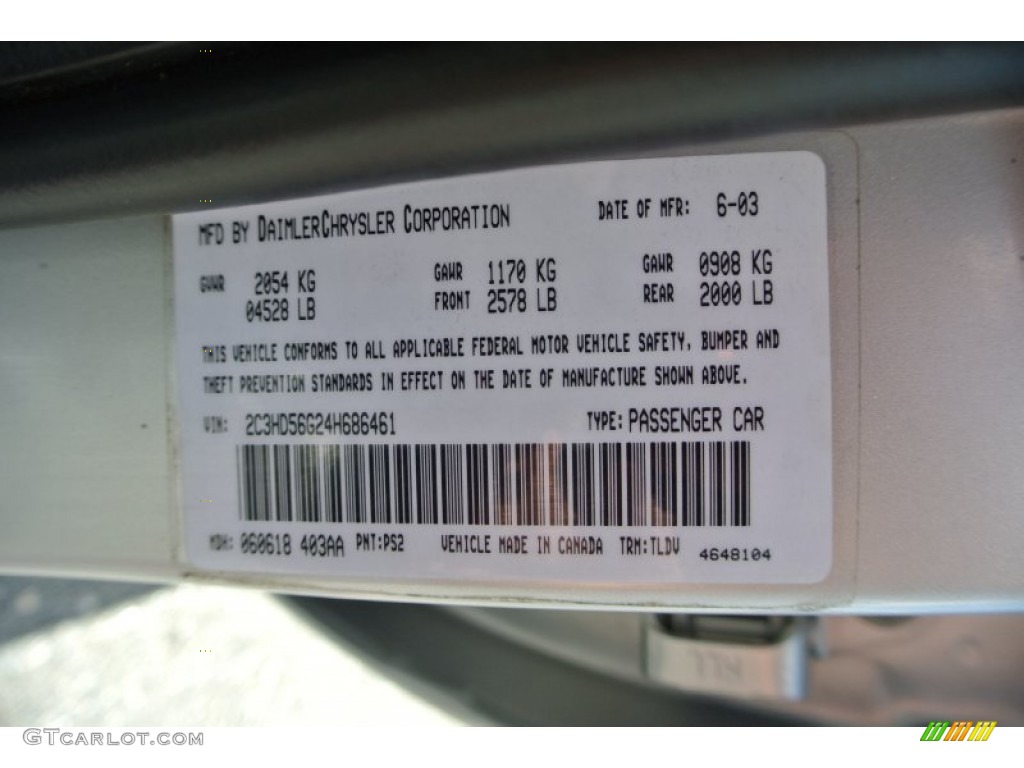 MFD BY DAIMLERCHRYSLER CORPORATION DATE OF MFR: 6-03
GVWR 2054 KG GAWR 1170 KG GAWR 0908 KG
04528 LB FRONT 2578 LB REAR 2000 LB
THIS VEHICLE CONFORMS TO ALL APPLICABLE FEDERAL MOTOR VEHICLE SAFETY, BUMPER AND
THEFT PREVENTION STANDARDS IN EFFECT ON THE DATE OF MANUFACTURE SHOWN ABOVE.
VIN: 2C3HD56G24H686461 TYPE: PASSENGER CAR
MDH: 060618 403AA PNT:PS2 VEHICLE MADE IN CANADA TRM:TLDV 4648104
GTCarlot.com